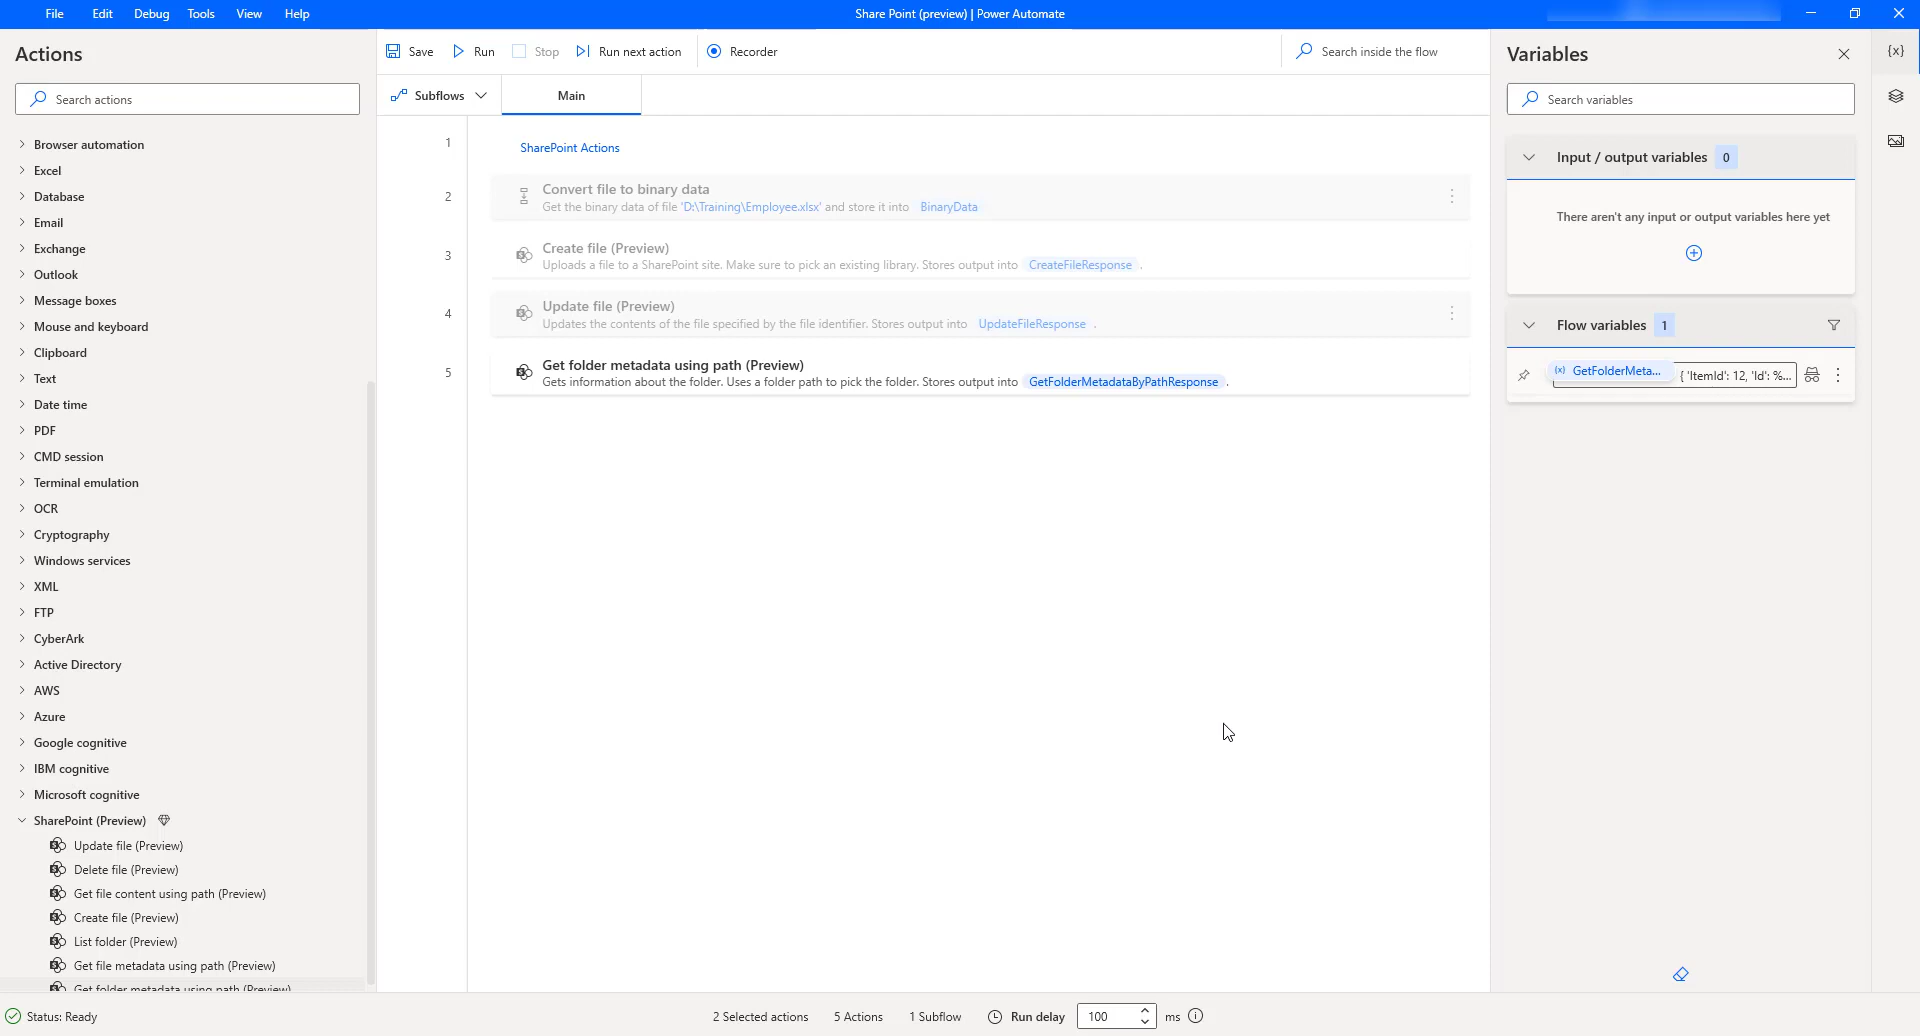 File Edit Debug Tools View Help
Share Point (preview) | Power Automate
Actions
Search actions
Browser automation
Excel
Database
Email
Exchange
Outlook
Message boxes
Mouse and keyboard
Clipboard
Text
Date time
PDF
CMD session
Terminal emulation
OCR
Cryptography
Windows services
XML
FTP
CyberArk
Active Directory
AWS
Azure
Google cognitive
IBM cognitive
Microsoft cognitive
SharePoint (Preview)
Update file (Preview)
Delete file (Preview)
Get file content using path (Preview)
Create file (Preview)
List folder (Preview)
Get file metadata using path (Preview)
Get folder metadata using path (Preview)
Save Run Stop Run next action Recorder
Search inside the flow
Subflows Main
1 SharePoint Actions
2 Convert file to binary data
Get the binary data of file 'D:\Training\Employee.xlsx' and store it into BinaryData
3 Create file (Preview)
Uploads a file to a SharePoint site. Make sure to pick an existing library. Stores output into CreateFileResponse .
4 Update file (Preview)
Updates the contents of the file specified by the file identifier. Stores output into UpdateFileResponse .
5 Get folder metadata using path (Preview)
Gets information about the folder. Uses a folder path to pick the folder. Stores output into GetFolderMetadataByPathResponse .
Variables
{x}
Search variables
Input / output variables 0
There aren't any input or output variables here yet
Flow variables 1
(x) GetFolderMeta... { 'ItemId': 12, 'Id': %...
Status: Ready
2 Selected actions 5 Actions 1 Subflow Run delay 100 ms